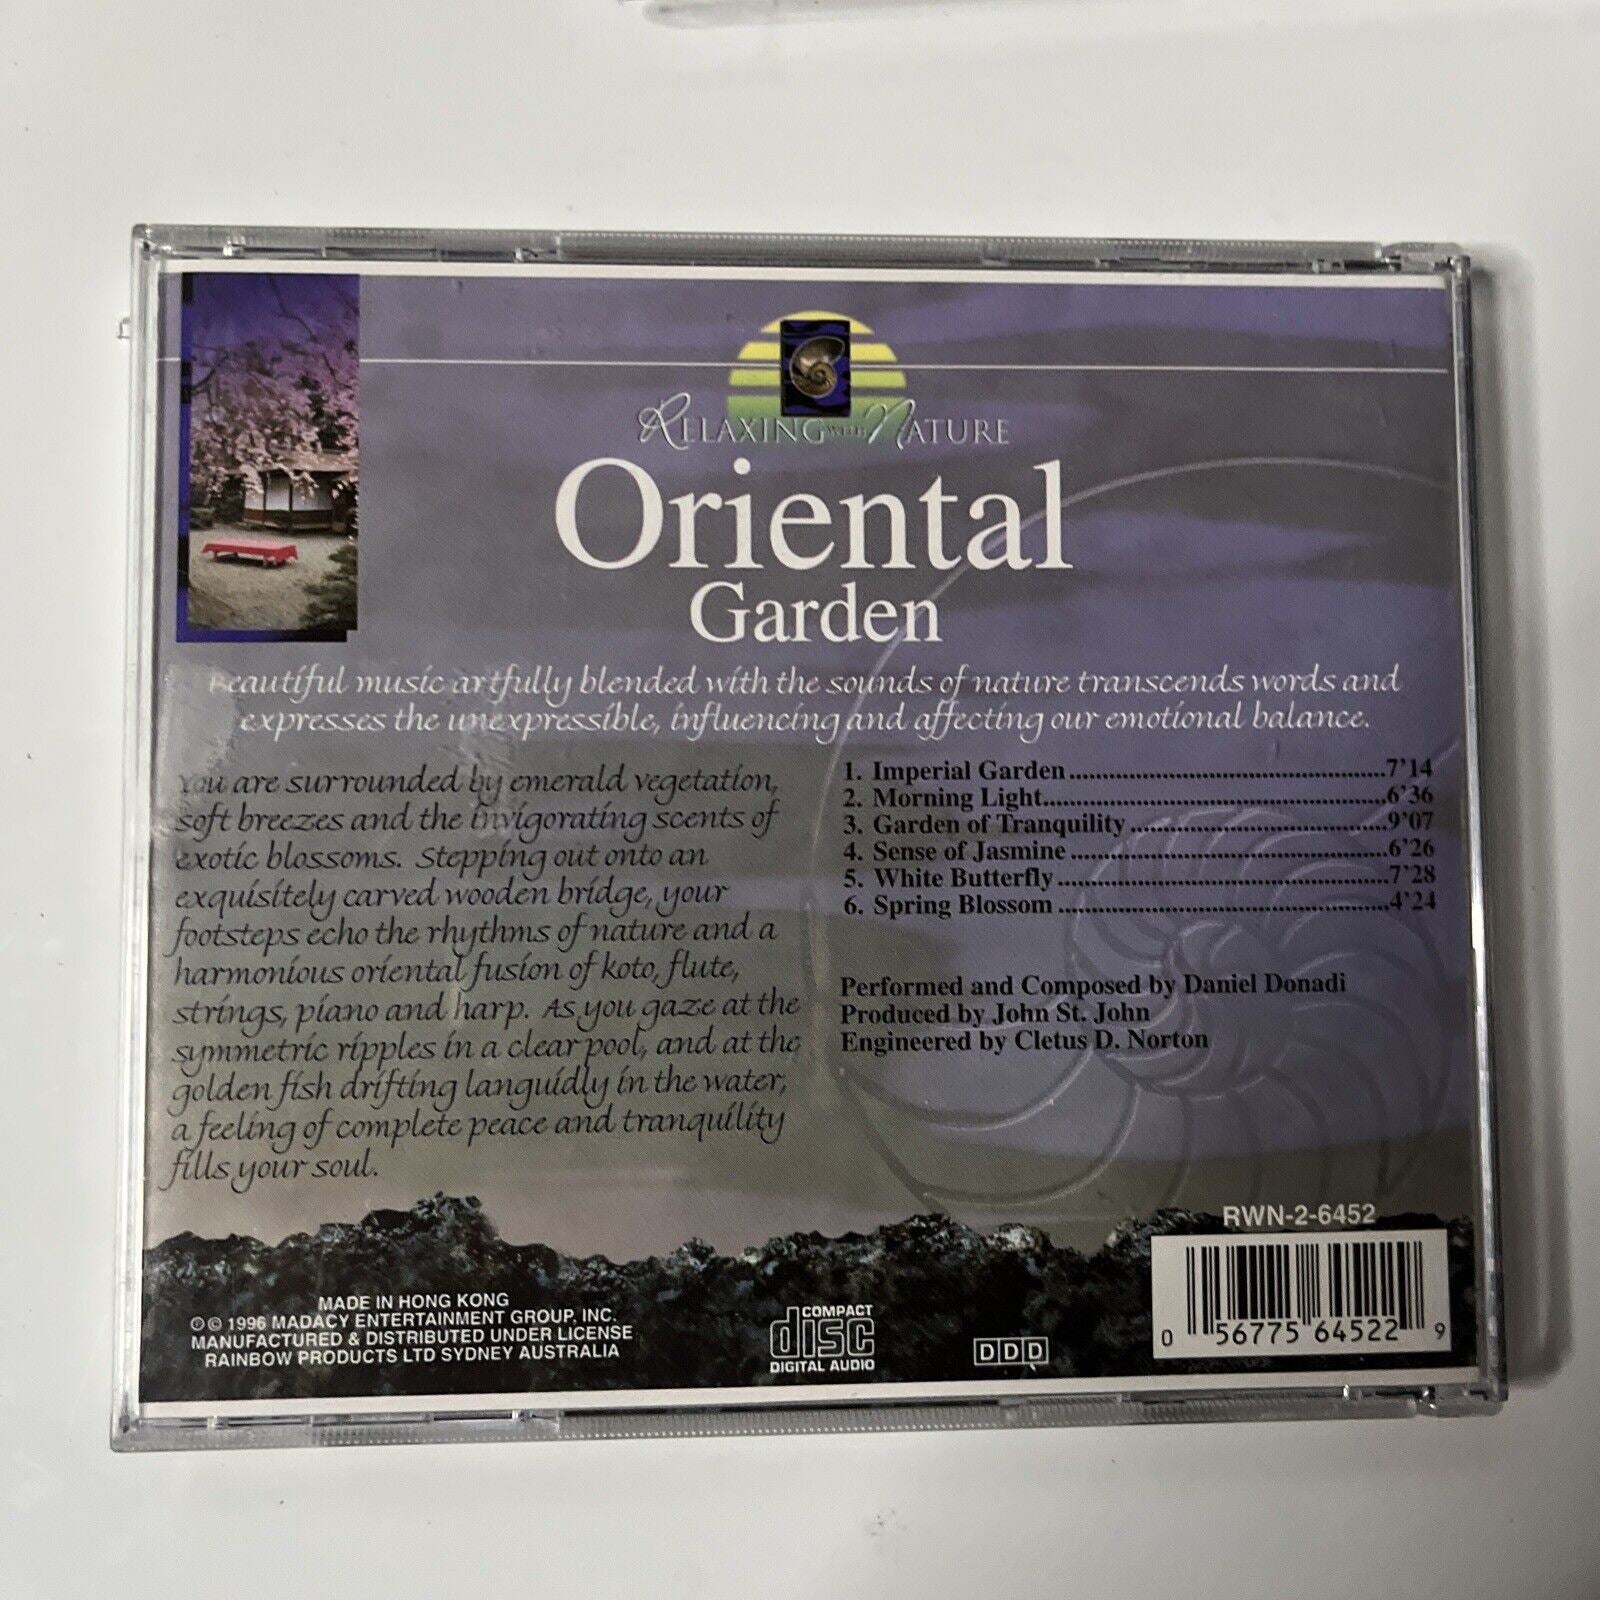 RELAXING WITH NATURE
Oriental
Garden
Beautiful music artfully blended with the sounds of nature transcends words and
expresses the unexpressible, influencing and affecting our emotional balance.
You are surrounded by emerald vegetation,
soft breezes and the invigorating scents of
exotic blossoms. Stepping out onto an
exquisitely carved wooden bridge, your
footsteps echo the rhythms of nature and a
harmonious oriental fusion of koto, flute,
strings, piano and harp. As you gaze at the
symmetric ripples in a clear pool, and at the
golden fish drifting languidly in the water,
a feeling of complete peace and tranquility
fills your soul.
1. Imperial Garden ................................................7'14
2. Morning Light...................................................6'36
3. Garden of Tranquility .......................................9'07
4. Sense of Jasmine ................................................6'26
5. White Butterfly ..................................................7'28
6. Spring Blossom ..................................................4'24
Performed and Composed by Daniel Donadi
Produced by John St. John
Engineered by Cletus D. Norton
RWN-2-6452
MADE IN HONG KONG
℗© 1996 MADACY ENTERTAINMENT GROUP, INC.
MANUFACTURED & DISTRIBUTED UNDER LICENSE
RAINBOW PRODUCTS LTD SYDNEY AUSTRALIA
COMPACT
disc
DIGITAL AUDIO
DDD
0 56775 64522 9